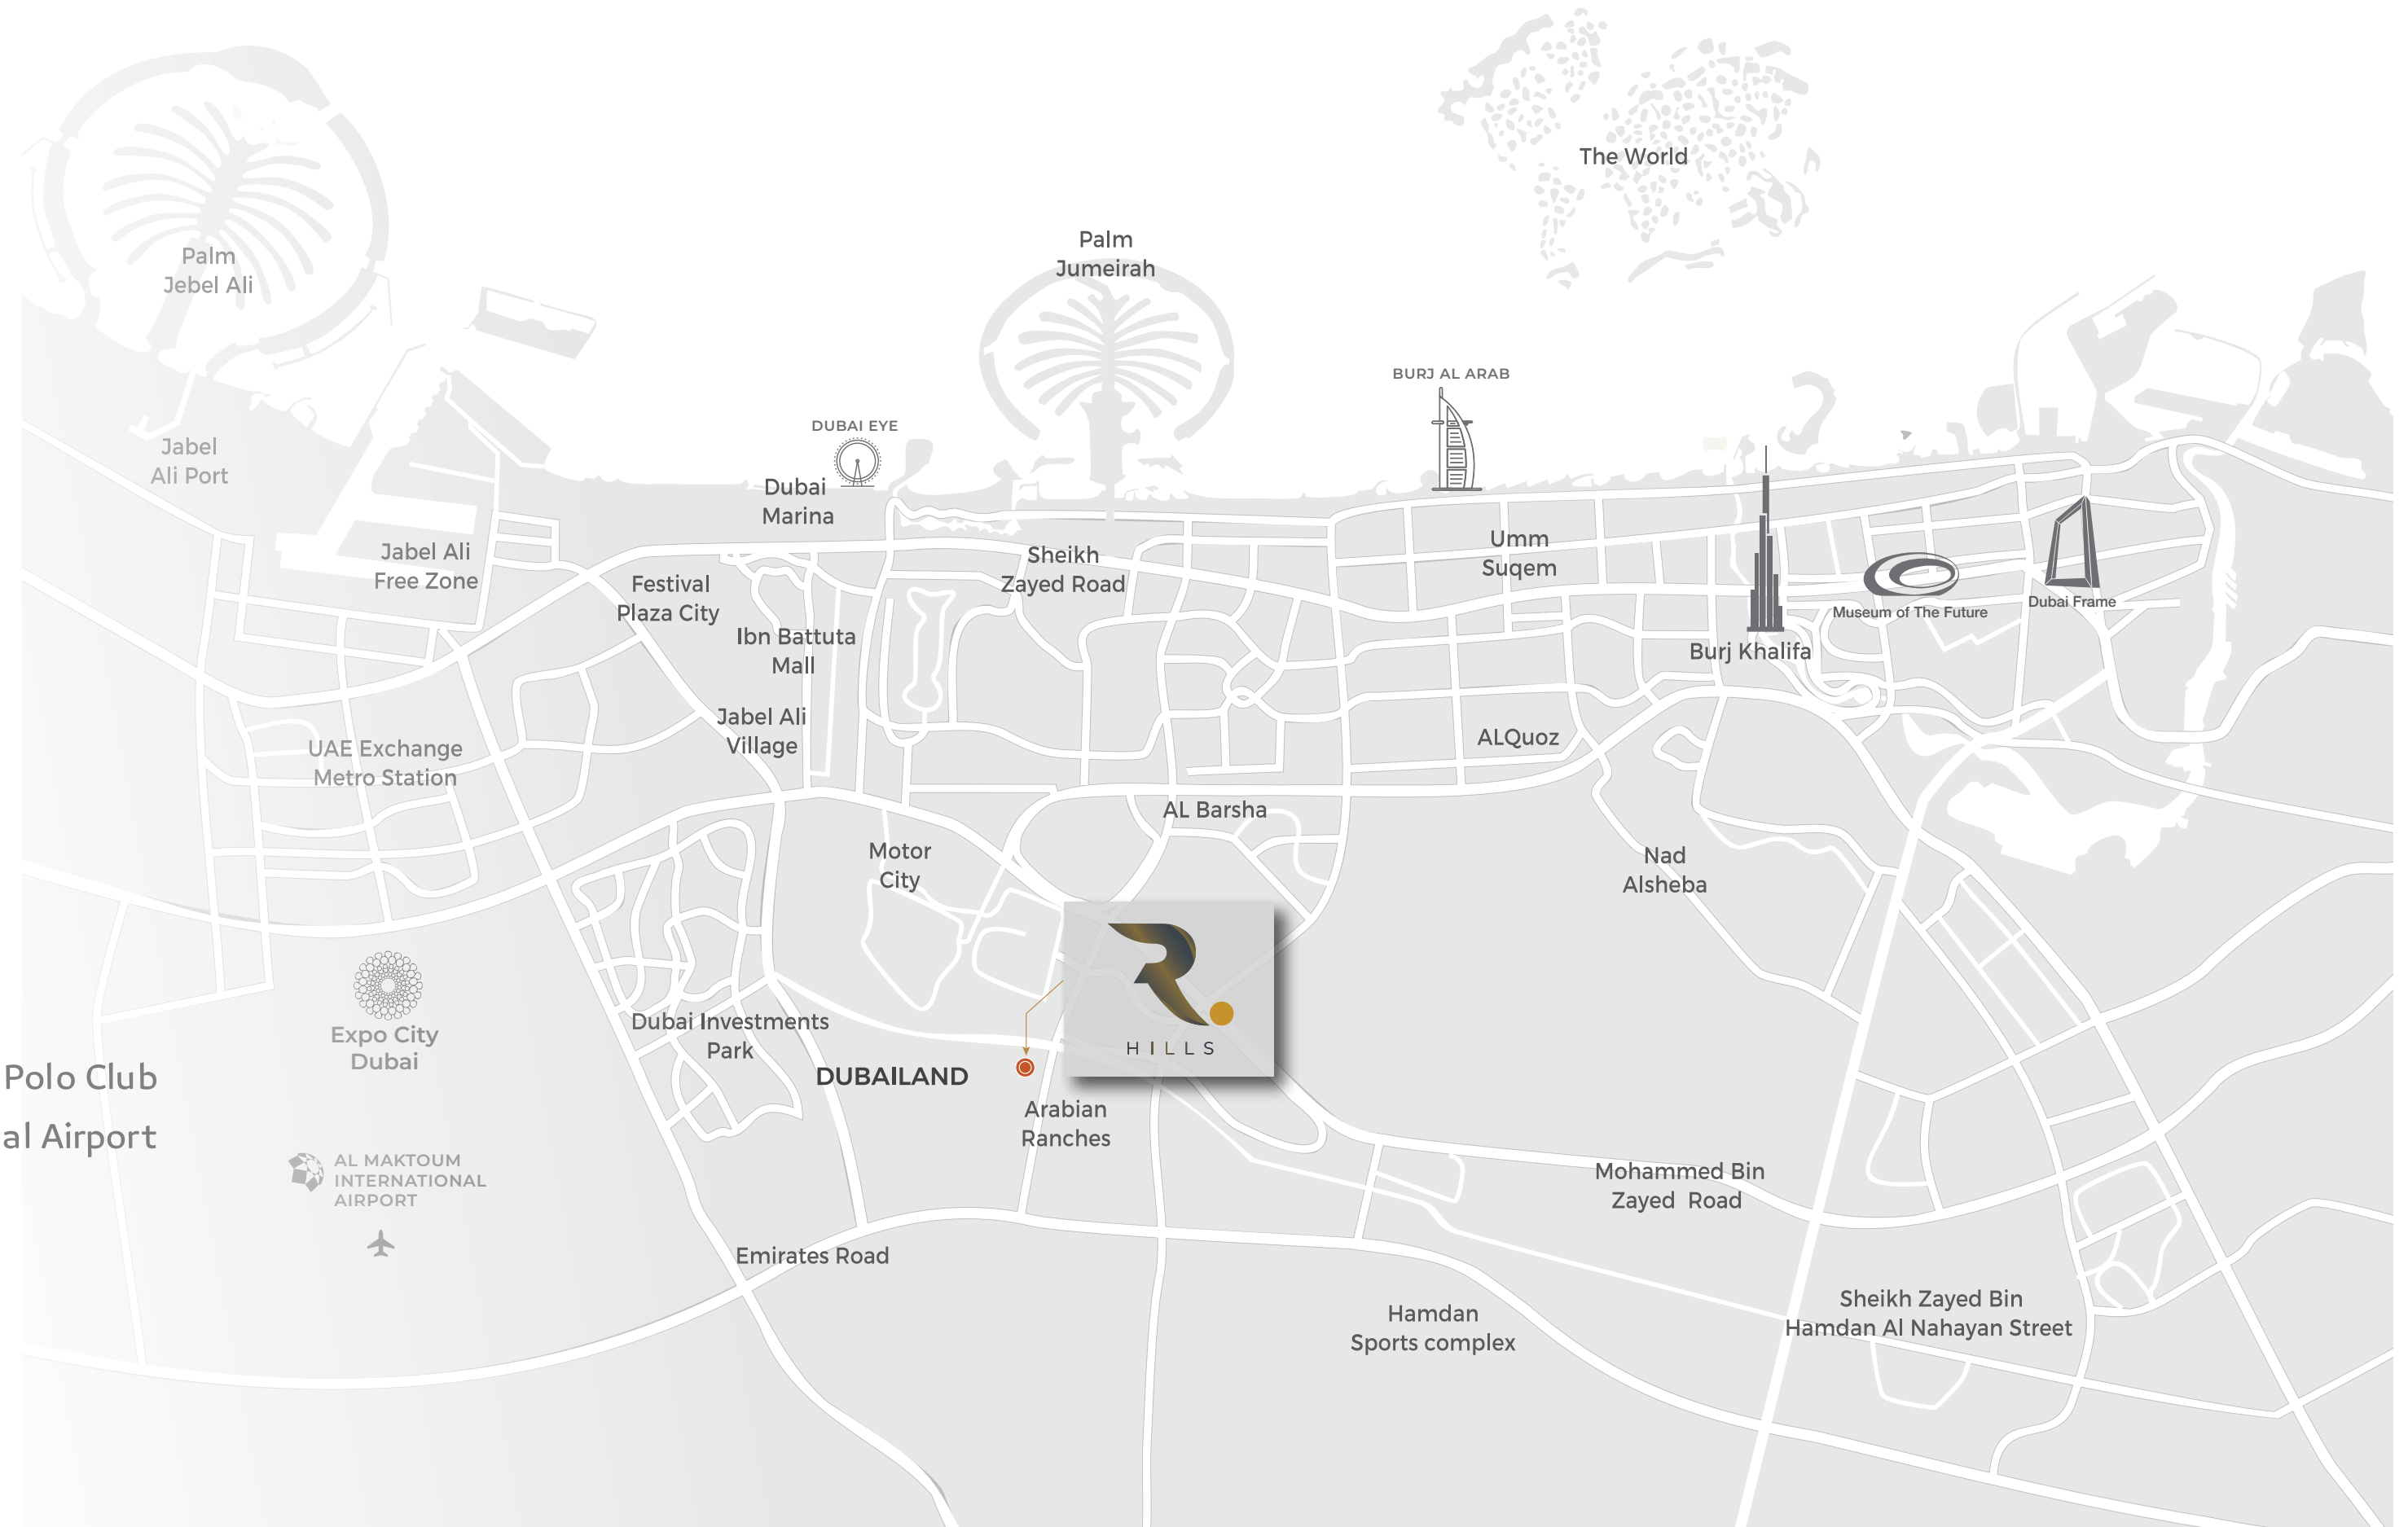 The World
Palm
Jumeirah
Palm
Jebel Ali
BURJ AL ARAB
DUBAI EYE
Jabel
Ali Port
Dubai
Marina
Jabel Ali
Free Zone
Festival
Plaza City
Sheikh
Zayed Road
Umm
Suqem
Museum of The Future
Dubai Frame
Ibn Battuta
Mall
Burj Khalifa
Jabel Ali
Village
UAE Exchange
Metro Station
ALQuoz
AL Barsha
Motor
City
Nad
Alsheba
R.
HILLS
Expo City
Dubai
Dubai Investments
Park
DUBAILAND
Polo Club
al Airport
Arabian
Ranches
AL MAKTOUM
INTERNATIONAL
AIRPORT
Mohammed Bin
Zayed Road
Emirates Road
Hamdan
Sports complex
Sheikh Zayed Bin
Hamdan Al Nahayan Street